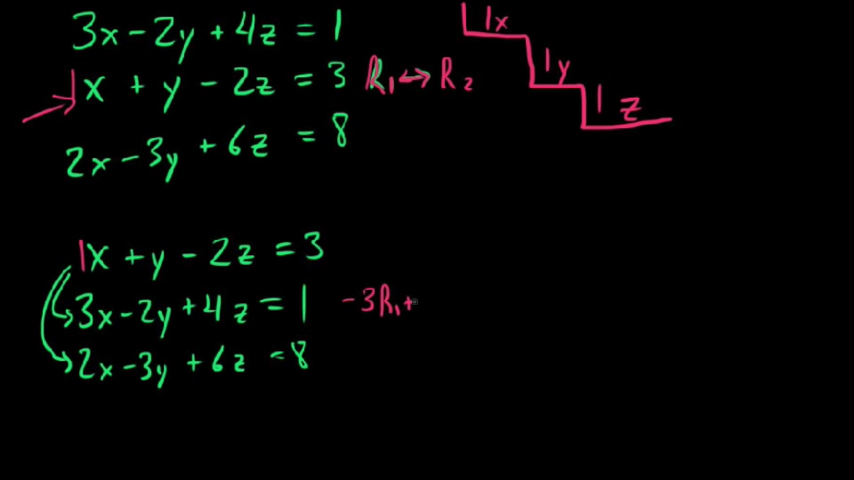 3x - 2y + 4z = 1
1x + y - 2z = 3 R₁ ↔ R₂
2x - 3y + 6z = 8
1x
1y
1z
1x + y - 2z = 3
3x - 2y + 4z = 1 -3R₁ +
2x - 3y + 6z = 8